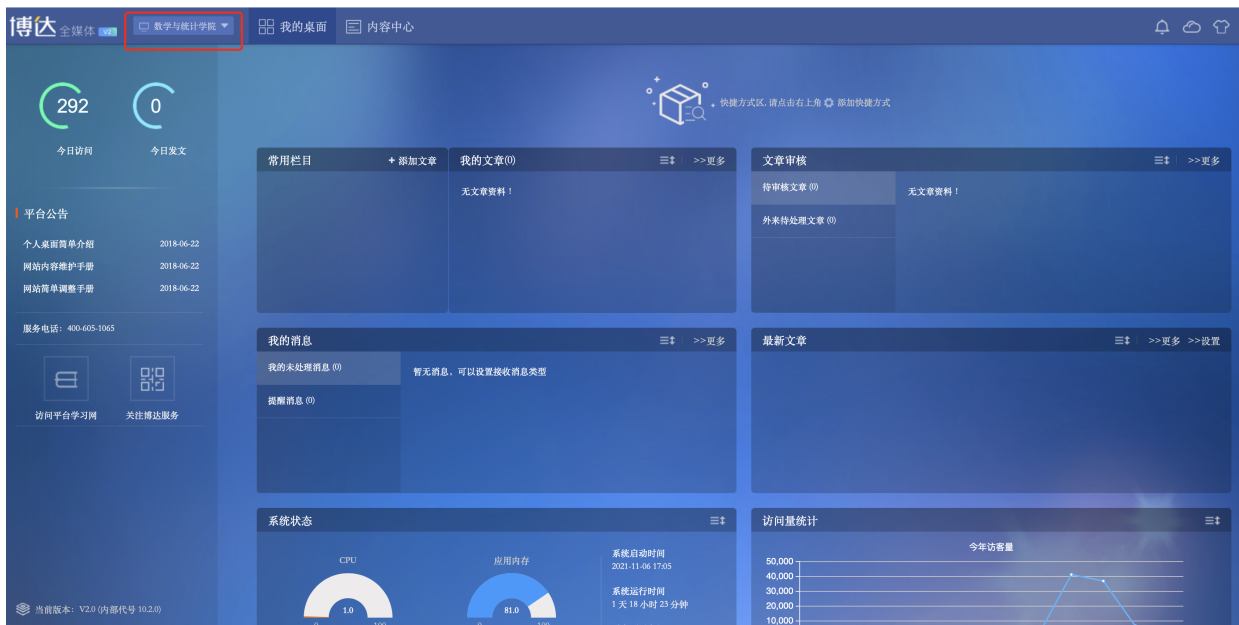 博达 全媒体 v2 数学与统计学院 我的桌面 内容中心
292 0
今日访问 今日发文
快捷方式区, 请点击右上角 添加快捷方式
平台公告
个人桌面简单介绍 2018-06-22
网站内容维护手册 2018-06-22
网站简单调整手册 2018-06-22
服务电话：400-605-1065
访问平台学习网 关注博达服务
当前版本：V2.0 (内部代号 10.2.0)
常用栏目 + 添加文章
我的文章(0) >>更多
无文章资料！
文章审核 >>更多
待审核文章 (0)
外来待处理文章 (0)
无文章资料！
我的消息 >>更多
我的未处理消息 (0)
提醒消息 (0)
暂无消息，可以设置接收消息类型
最新文章 >>更多 >>设置
系统状态
CPU
1.0
0 100
应用内存
81.0
0 100
系统启动时间
2021-11-06 17:05
系统运行时间
1 天 18 小时 23 分钟
访问量统计
今年访客量
50,000
40,000
30,000
20,000
10,000